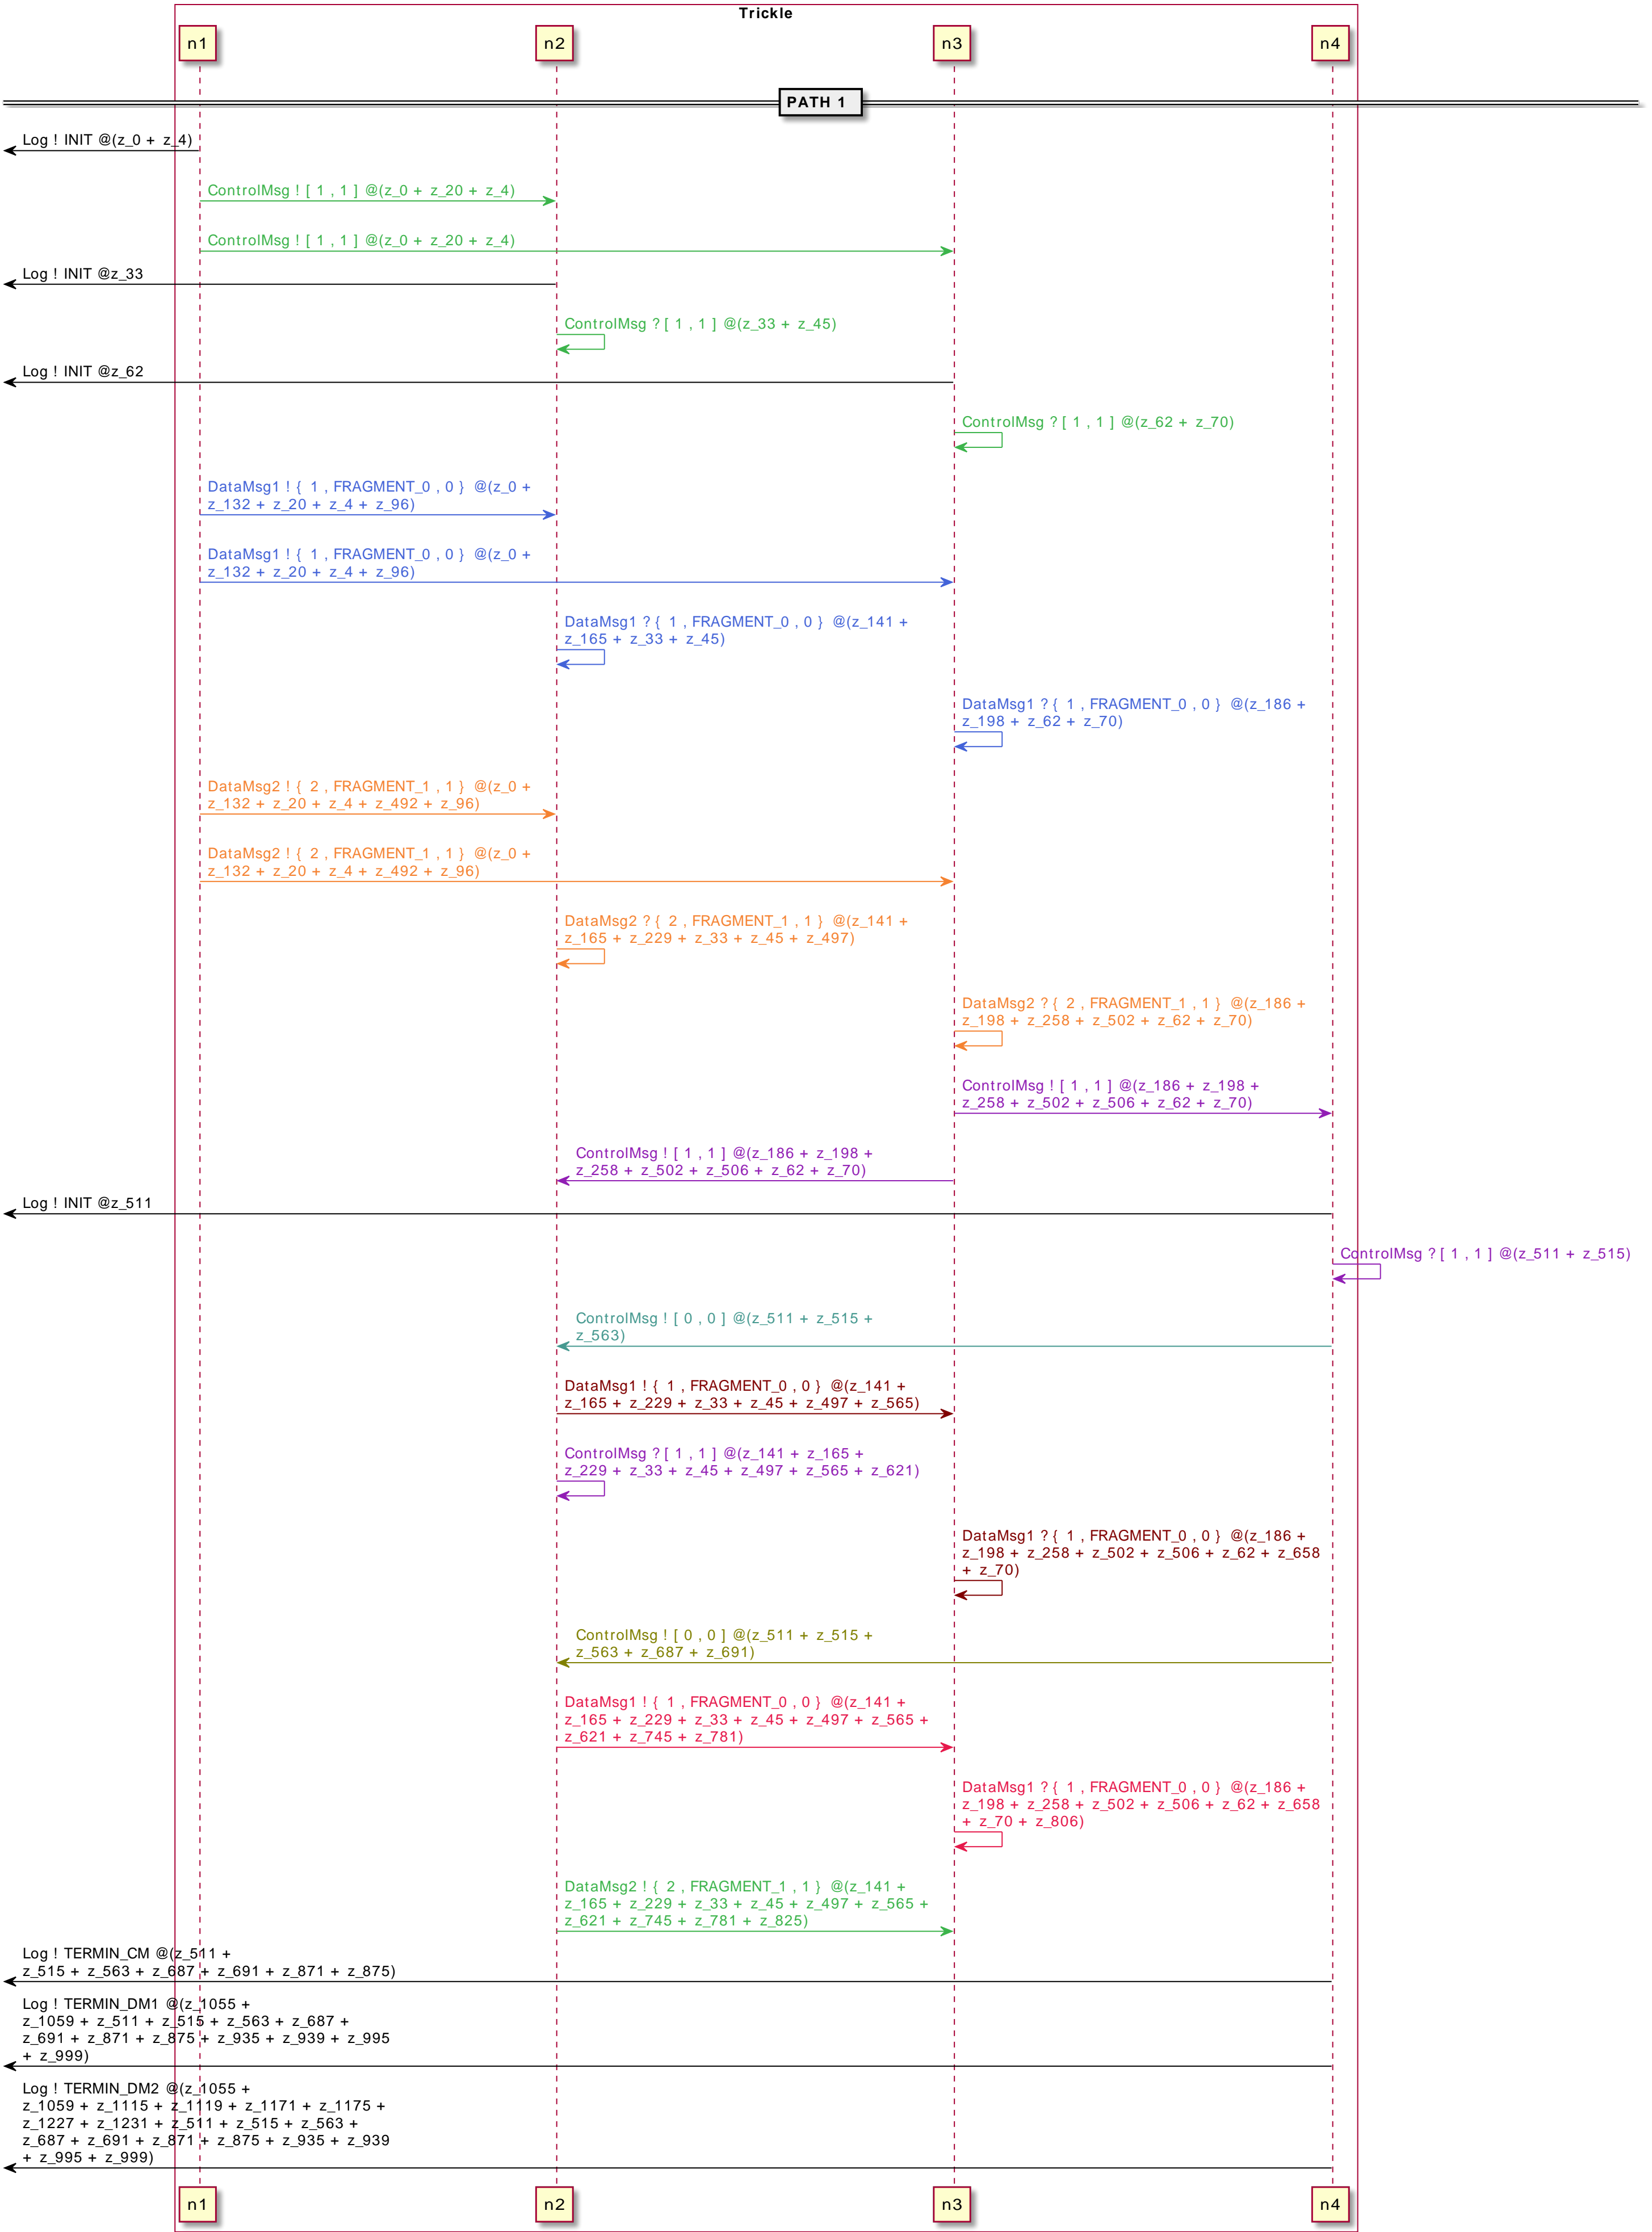 Trickle
n1
n2
n3
n4
PATH 1
Log ! INIT @(z_0 + z_4)
ControlMsg ! [ 1 , 1 ] @(z_0 + z_20 + z_4)
ControlMsg ! [ 1 , 1 ] @(z_0 + z_20 + z_4)
Log ! INIT @z_33
ControlMsg ? [ 1 , 1 ] @(z_33 + z_45)
Log ! INIT @z_62
ControlMsg ? [ 1 , 1 ] @(z_62 + z_70)
DataMsg1 ! { 1 , FRAGMENT_0 , 0 } @(z_0 +
z_132 + z_20 + z_4 + z_96)
DataMsg1 ! { 1 , FRAGMENT_0 , 0 } @(z_0 +
z_132 + z_20 + z_4 + z_96)
DataMsg1 ? { 1 , FRAGMENT_0 , 0 } @(z_141 +
z_165 + z_33 + z_45)
DataMsg1 ? { 1 , FRAGMENT_0 , 0 } @(z_186 +
z_198 + z_62 + z_70)
DataMsg2 ! { 2 , FRAGMENT_1 , 1 } @(z_0 +
z_132 + z_20 + z_4 + z_492 + z_96)
DataMsg2 ! { 2 , FRAGMENT_1 , 1 } @(z_0 +
z_132 + z_20 + z_4 + z_492 + z_96)
DataMsg2 ? { 2 , FRAGMENT_1 , 1 } @(z_141 +
z_165 + z_229 + z_33 + z_45 + z_497)
DataMsg2 ? { 2 , FRAGMENT_1 , 1 } @(z_186 +
z_198 + z_258 + z_502 + z_62 + z_70)
ControlMsg ! [ 1 , 1 ] @(z_186 + z_198 +
z_258 + z_502 + z_506 + z_62 + z_70)
ControlMsg ! [ 1 , 1 ] @(z_186 + z_198 +
z_258 + z_502 + z_506 + z_62 + z_70)
Log ! INIT @z_511
ControlMsg ? [ 1 , 1 ] @(z_511 + z_515)
ControlMsg ! [ 0 , 0 ] @(z_511 + z_515 +
z_563)
DataMsg1 ! { 1 , FRAGMENT_0 , 0 } @(z_141 +
z_165 + z_229 + z_33 + z_45 + z_497 + z_565)
ControlMsg ? [ 1 , 1 ] @(z_141 + z_165 +
z_229 + z_33 + z_45 + z_497 + z_565 + z_621)
DataMsg1 ? { 1 , FRAGMENT_0 , 0 } @(z_186 +
z_198 + z_258 + z_502 + z_506 + z_62 + z_658
+ z_70)
ControlMsg ! [ 0 , 0 ] @(z_511 + z_515 +
z_563 + z_687 + z_691)
DataMsg1 ! { 1 , FRAGMENT_0 , 0 } @(z_141 +
z_165 + z_229 + z_33 + z_45 + z_497 + z_565 +
z_621 + z_745 + z_781)
DataMsg1 ? { 1 , FRAGMENT_0 , 0 } @(z_186 +
z_198 + z_258 + z_502 + z_506 + z_62 + z_658
+ z_70 + z_806)
DataMsg2 ! { 2 , FRAGMENT_1 , 1 } @(z_141 +
z_165 + z_229 + z_33 + z_45 + z_497 + z_565 +
z_621 + z_745 + z_781 + z_825)
Log ! TERMIN_CM @(z_511 +
z_515 + z_563 + z_687 + z_691 + z_871 + z_875)
Log ! TERMIN_DM1 @(z_1055 +
z_1059 + z_511 + z_515 + z_563 + z_687 +
z_691 + z_871 + z_875 + z_935 + z_939 + z_995
+ z_999)
Log ! TERMIN_DM2 @(z_1055 +
z_1059 + z_1115 + z_1119 + z_1171 + z_1175 +
z_1227 + z_1231 + z_511 + z_515 + z_563 +
z_687 + z_691 + z_871 + z_875 + z_935 + z_939
+ z_995 + z_999)
n1
n2
n3
n4